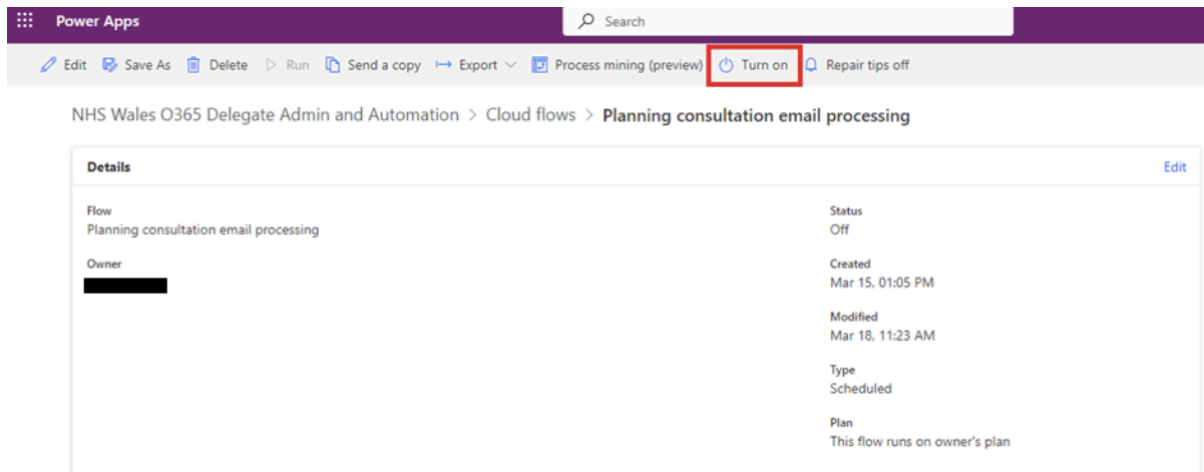 Power Apps
Search
Edit Save As Delete Run Send a copy Export Process mining (preview) Turn on Repair tips off
NHS Wales O365 Delegate Admin and Automation > Cloud flows > Planning consultation email processing
Details Edit
Flow
Planning consultation email processing
Owner
Status
Off
Created
Mar 15, 01:05 PM
Modified
Mar 18, 11:23 AM
Type
Scheduled
Plan
This flow runs on owner's plan